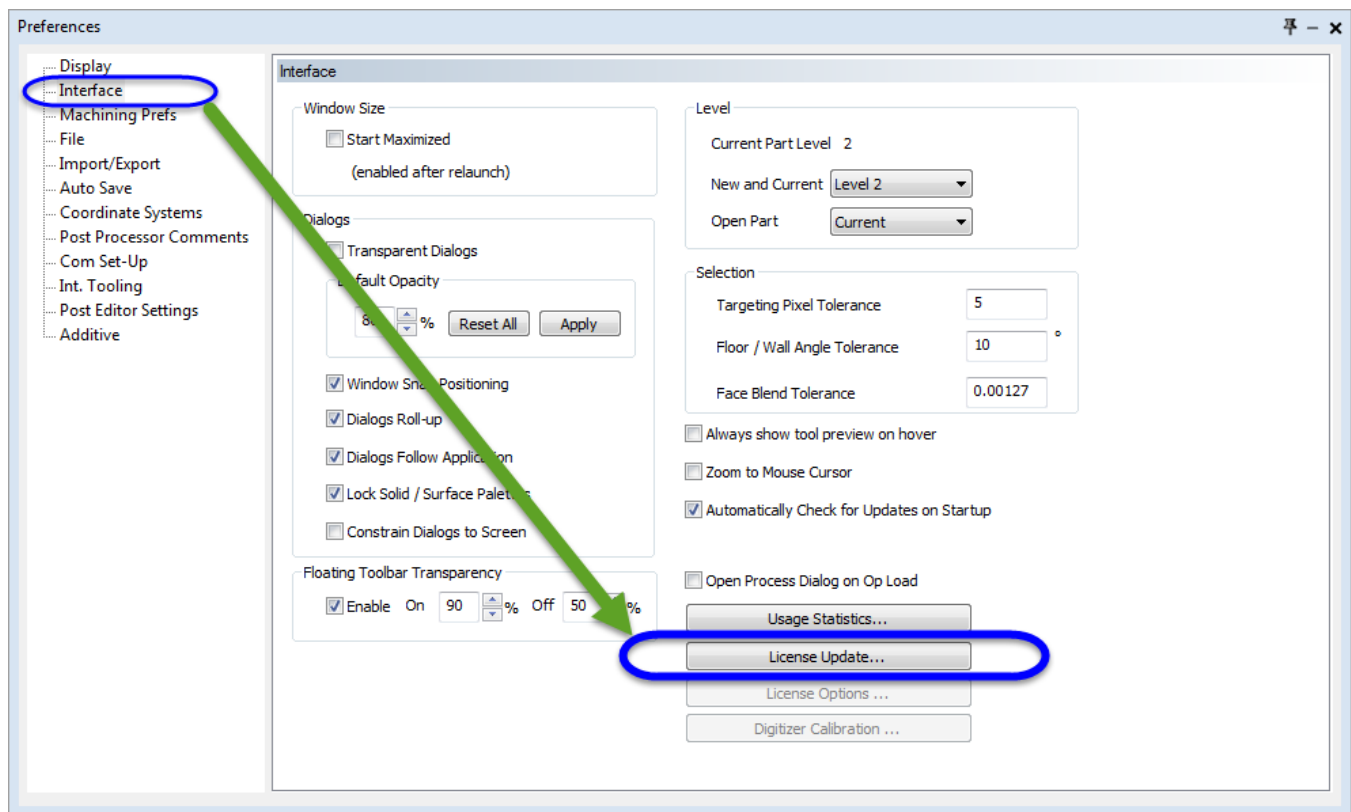 Preferences
Display
Interface
Machining Prefs
File
Import/Export
Auto Save
Coordinate Systems
Post Processor Comments
Com Set-Up
Int. Tooling
Post Editor Settings
Additive
Interface
Window Size
Start Maximized
(enabled after relaunch)
Dialogs
Transparent Dialogs
Default Opacity
% Reset All Apply
Window Snap Positioning
Dialogs Roll-up
Dialogs Follow Application
Lock Solid / Surface Palettes
Constrain Dialogs to Screen
Floating Toolbar Transparency
Enable On 90 % Off 50 %
Level
Current Part Level 2
New and Current Level 2
Open Part Current
Selection
Targeting Pixel Tolerance 5
Floor / Wall Angle Tolerance 10 °
Face Blend Tolerance 0.00127
Always show tool preview on hover
Zoom to Mouse Cursor
Automatically Check for Updates on Startup
Open Process Dialog on Op Load
Usage Statistics...
License Update...
License Options ...
Digitizer Calibration ...